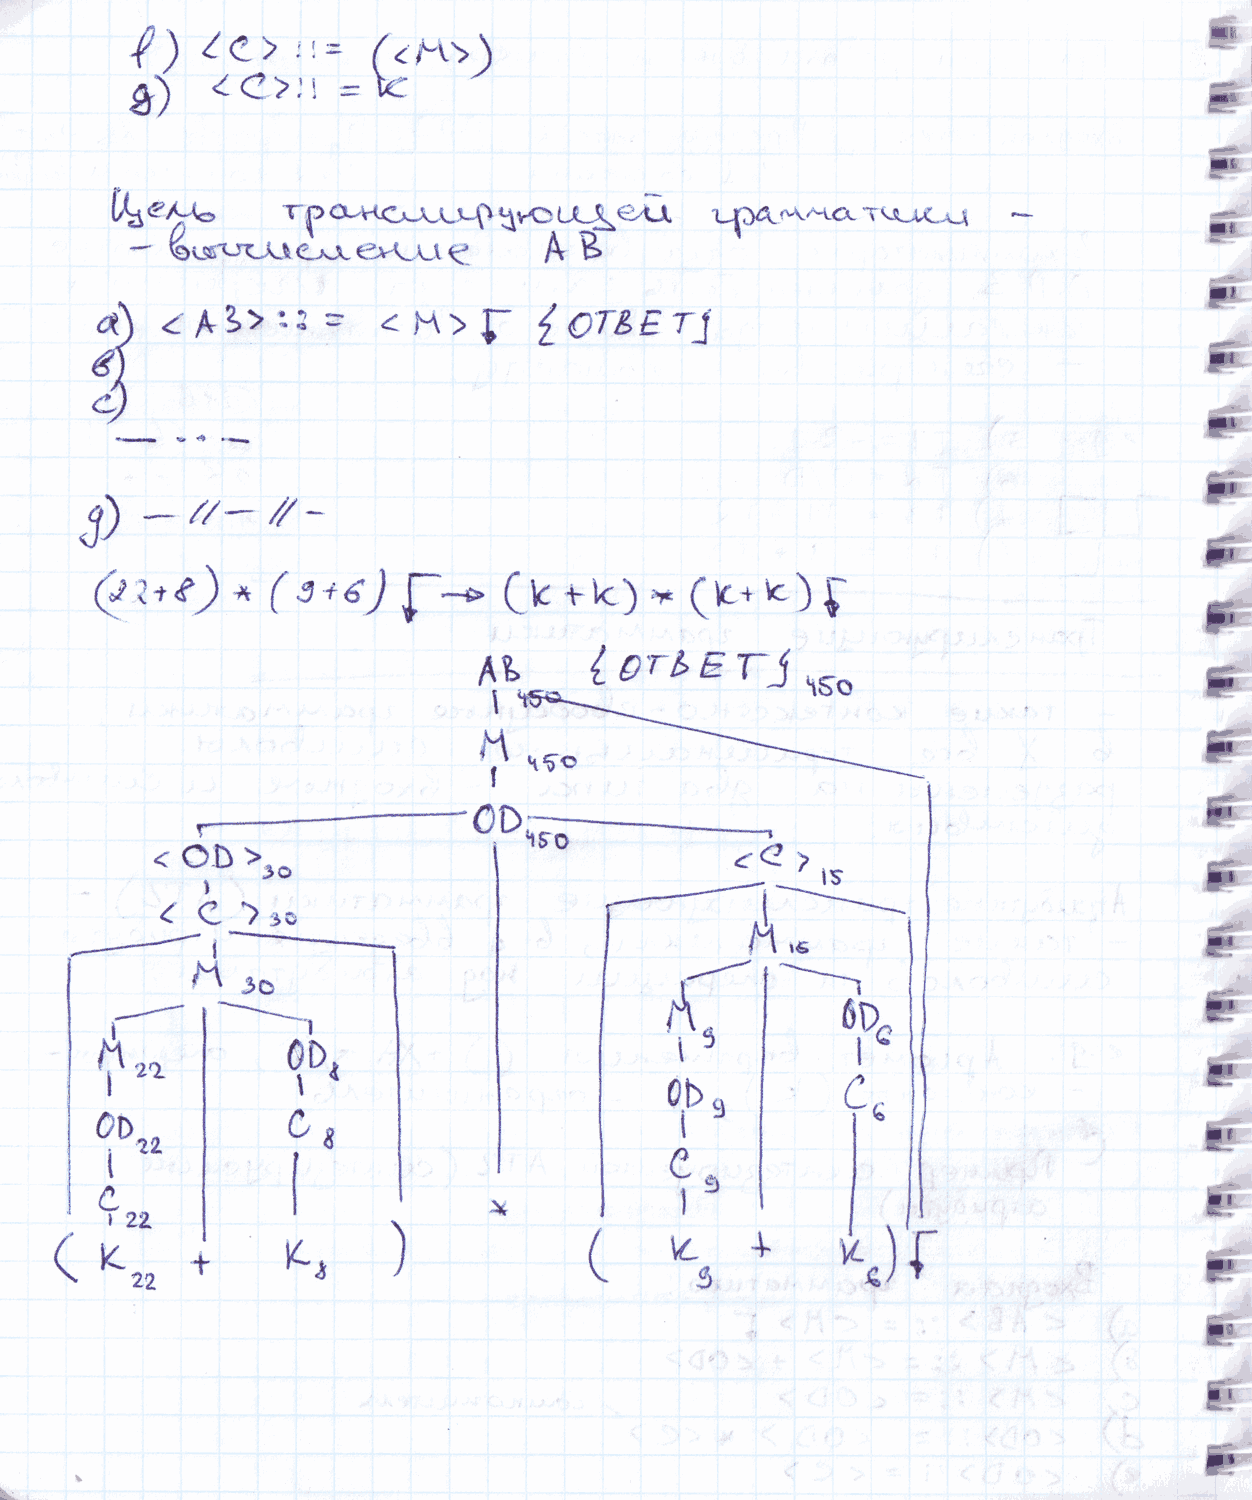 f) <C> ::= (<M>)
g) <C>::= K
Цель транслирующей грамматики -
- вычисление АВ
a) <АВ>::= <M>↴ {ОТВЕТ}
в)
c)
— ··· —
g) — // — // -
(22+8) * (9+6)↴ → (K+K) * (K+K)↴
АВ 450 {ОТВЕТ} 450
M 450
OD 450
<OD> 30 <C> 15
<C> 30
M 15
M 30
M 9 OD 6
M 22 OD 8
OD 9 C 6
OD 22 C 8
C 9
C 22
( K 22 + K 8 ) * ( K 9 + K 6 ) ↴